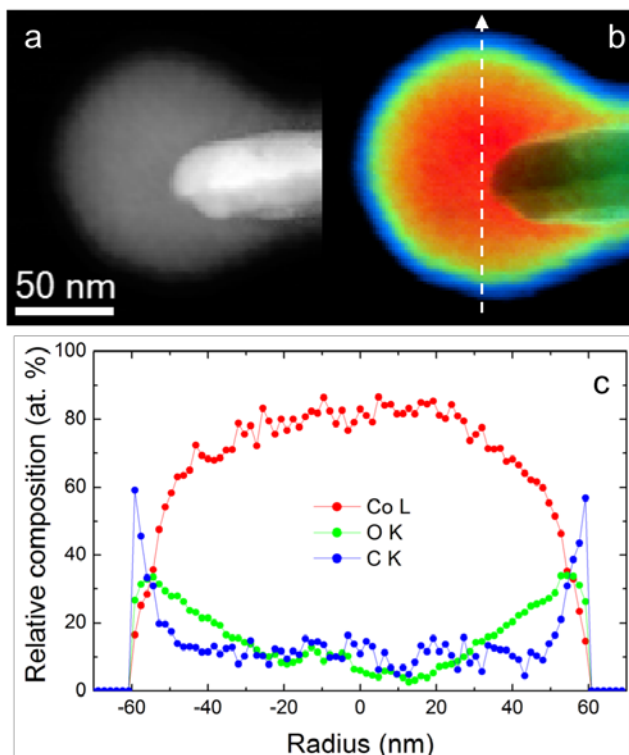 a
b
50 nm
c
Relative composition (at. %)
100
80
60
40
20
0
Co L
O K
C K
-60 -40 -20 0 20 40 60
Radius (nm)